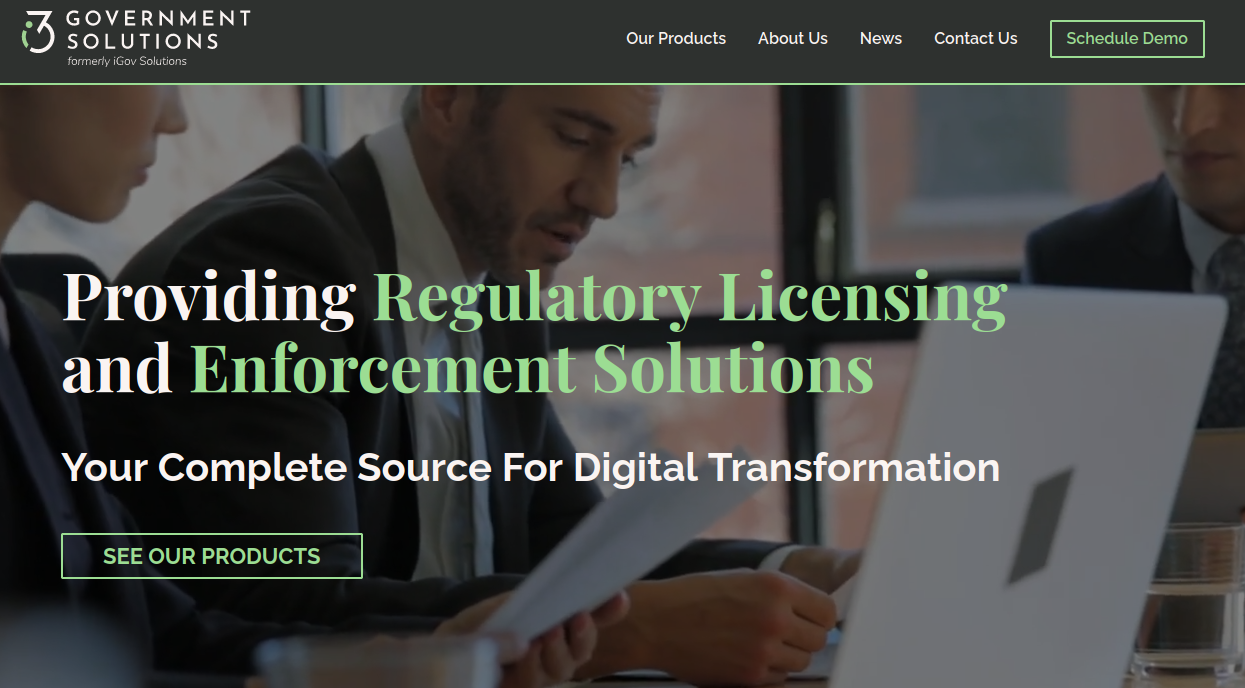 i3 GOVERNMENT
SOLUTIONS
formerly iGov Solutions
Our Products About Us News Contact Us Schedule Demo
Providing Regulatory Licensing
and Enforcement Solutions
Your Complete Source For Digital Transformation
SEE OUR PRODUCTS